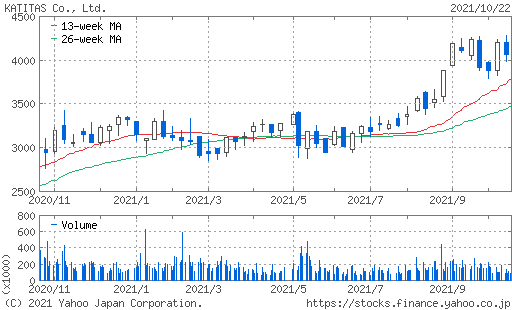 KATITAS Co., Ltd. 2021/10/22
13-week MA
26-week MA
4500
4000
3500
3000
2500
2020/11 2021/1 2021/3 2021/5 2021/7 2021/9
Volume
800
600
400
200
0
(x1000)
2020/11 2021/1 2021/3 2021/5 2021/7 2021/9
(C) 2021 Yahoo Japan Corporation. https://stocks.finance.yahoo.co.jp/